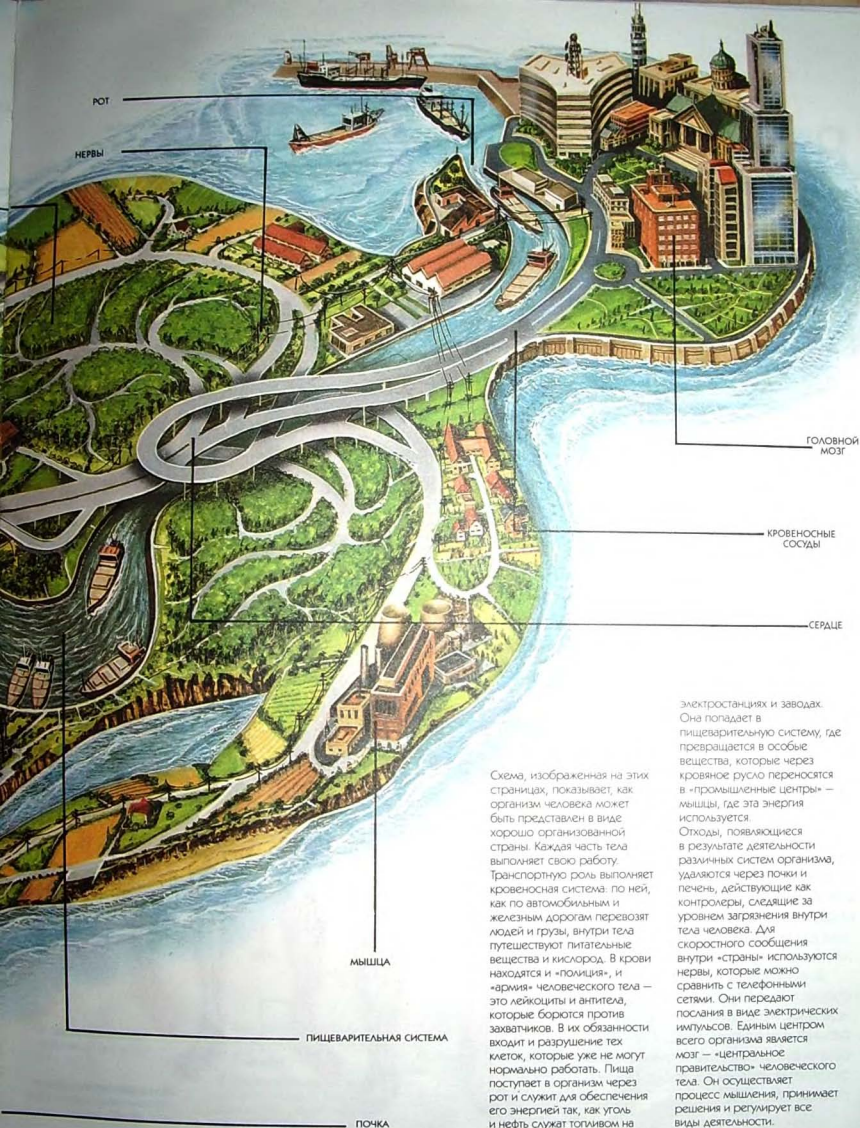 РОТ
НЕРВЫ
ГОЛОВНОЙ
МОЗГ
КРОВЕНОСНЫЕ
СОСУДЫ
СЕРДЦЕ
МЫШЦА
ПИЩЕВАРИТЕЛЬНАЯ СИСТЕМА
ПОЧКА
Схема, изображенная на этих
страницах, показывает, как
организм человека может
быть представлен в виде
хорошо организованной
страны. Каждая часть тела
выполняет свою работу.
Транспортную роль выполняет
кровеносная система: по ней,
как по автомобильным и
железным дорогам перевозят
людей и грузы, внутри тела
путешествуют питательные
вещества и кислород. В крови
находятся и «полиция», и
«армия» человеческого тела —
это лейкоциты и антитела,
которые борются против
захватчиков. В их обязанности
входит и разрушение тех
клеток, которые уже не могут
нормально работать. Пища
поступает в организм через
рот и служит для обеспечения
его энергией так, как уголь
и нефть служат топливом на
электростанциях и заводах.
Она попадает в
пищеварительную систему, где
превращается в особые
вещества, которые через
кровяное русло переносятся
в «промышленные центры» —
мышцы, где эта энергия
используется.
Отходы, появляющиеся
в результате деятельности
различных систем организма,
удаляются через почки и
печень, действующие как
контролеры, следящие за
уровнем загрязнения внутри
тела человека. Для
скоростного сообщения
внутри «страны» используются
нервы, которые можно
сравнить с телефонными
сетями. Они передают
послания в виде электрических
импульсов. Единым центром
всего организма является
мозг — «центральное
правительство» человеческого
тела. Он осуществляет
процесс мышления, принимает
решения и регулирует все
виды деятельности.